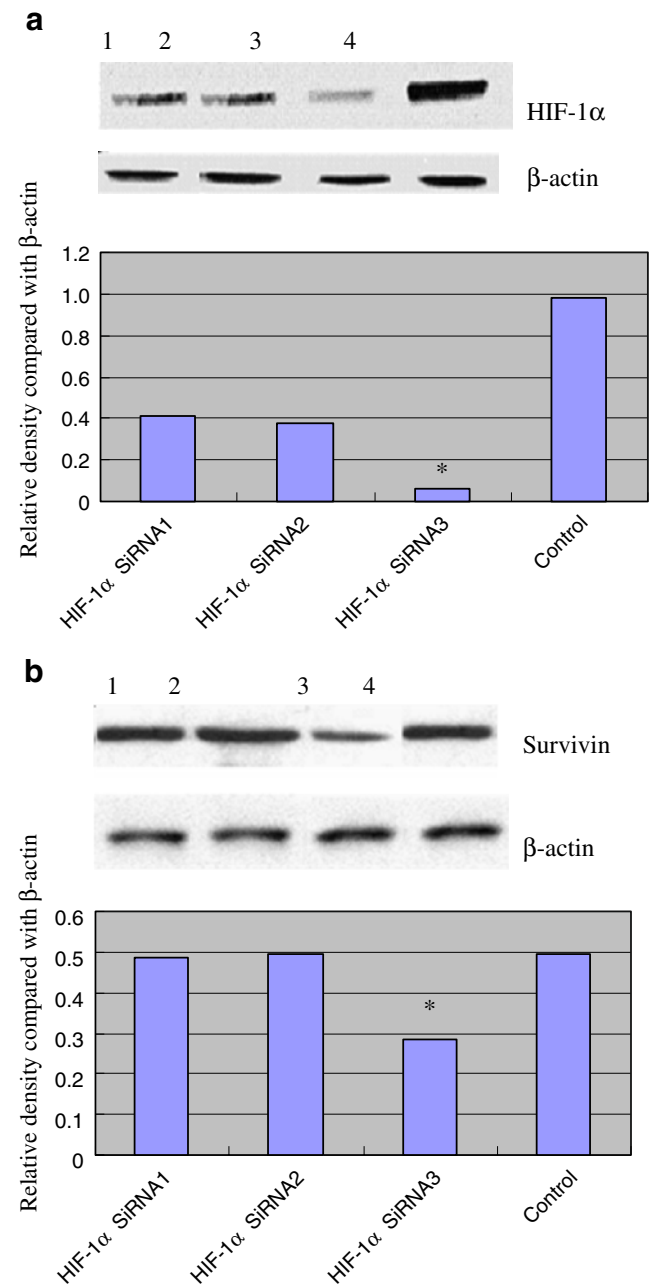 a
1 2 3 4
HIF-1α
β-actin
Relative density compared with β-actin
1.2
1.0
0.8
0.6
0.4
0.2
0
*
HIF-1α SiRNA1
HIF-1α SiRNA2
HIF-1α SiRNA3
Control
b
1 2 3 4
Survivin
β-actin
Relative density compared with β-actin
0.6
0.5
0.4
0.3
0.2
0.1
0
*
HIF-1α SiRNA1
HIF-1α SiRNA2
HIF-1α SiRNA3
Control